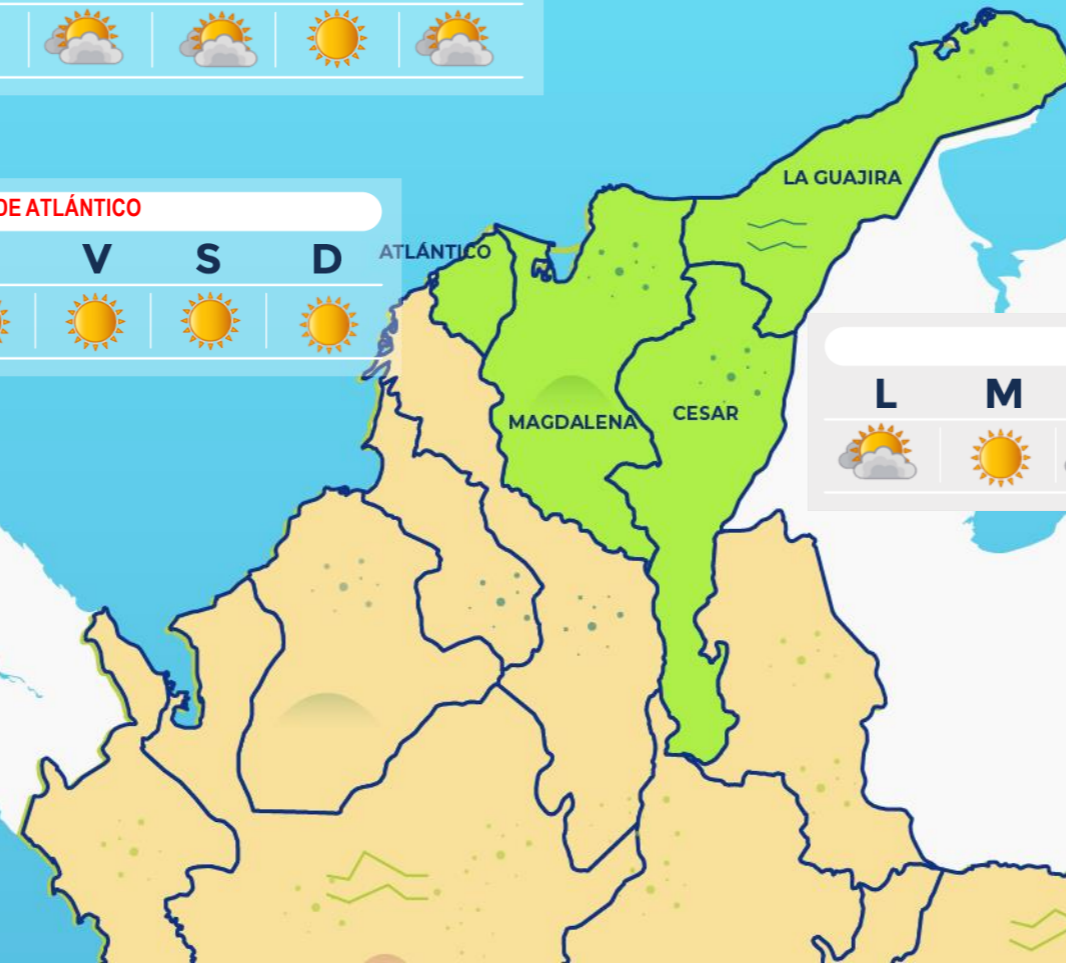 DE ATLÁNTICO
V S D
ATLÁNTICO
LA GUAJIRA
L M
MAGDALENA
CESAR